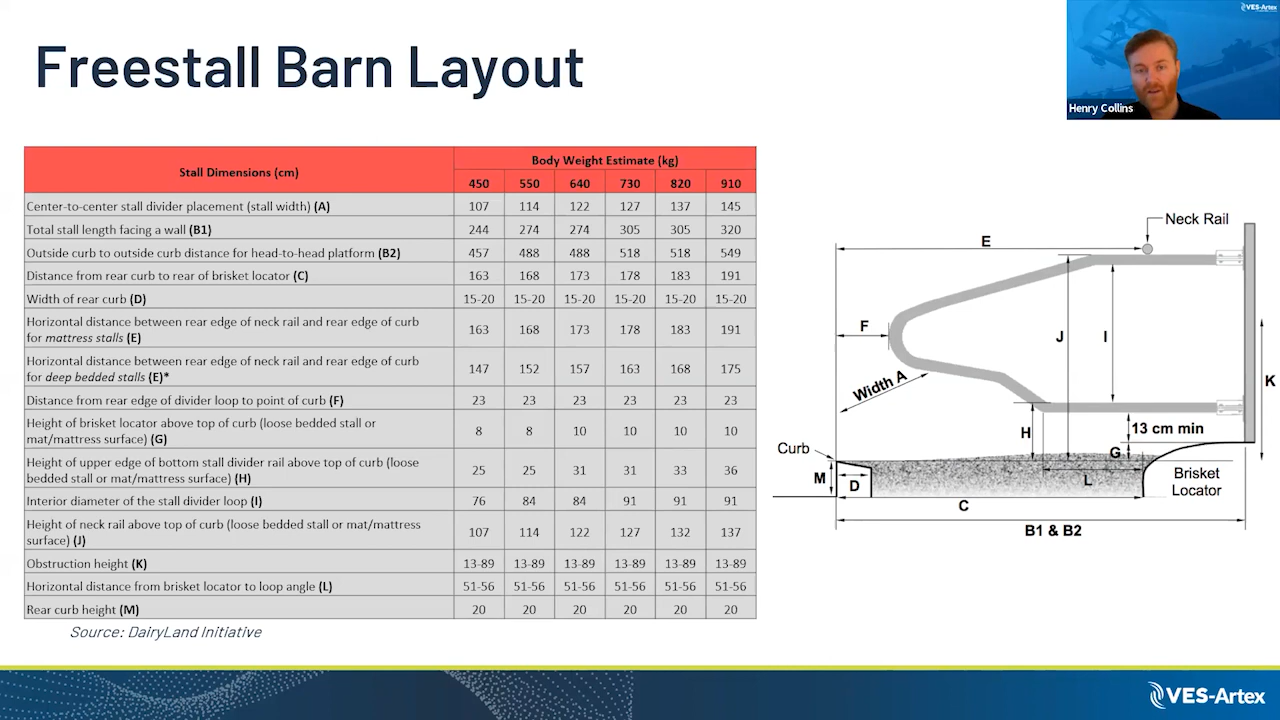 VES-Artex
Freestall Barn Layout
Henry Collins
Stall Dimensions (cm)
Body Weight Estimate (kg)
450 550 640 730 820 910
Center-to-center stall divider placement (stall width) (A) 107 114 122 127 137 145
Total stall length facing a wall (B1) 244 274 274 305 305 320
Outside curb to outside curb distance for head-to-head platform (B2) 457 488 488 518 518 549
Distance from rear curb to rear of brisket locator (C) 163 168 173 178 183 191
Width of rear curb (D) 15-20 15-20 15-20 15-20 15-20 15-20
Horizontal distance between rear edge of neck rail and rear edge of curb
for mattress stalls (E) 163 168 173 178 183 191
Horizontal distance between rear edge of neck rail and rear edge of curb
for deep bedded stalls (E)* 147 152 157 163 168 175
Distance from rear edge of divider loop to point of curb (F) 23 23 23 23 23 23
Height of brisket locator above top of curb (loose bedded stall or
mat/mattress surface) (G) 8 8 10 10 10 10
Height of upper edge of bottom stall divider rail above top of curb (loose
bedded stall or mat/mattress surface) (H) 25 25 31 31 33 36
Interior diameter of the stall divider loop (I) 76 84 84 91 91 91
Height of neck rail above top of curb (loose bedded stall or mat/mattress
surface) (J) 107 114 122 127 132 137
Obstruction height (K) 13-89 13-89 13-89 13-89 13-89 13-89
Horizontal distance from brisket locator to loop angle (L) 51-56 51-56 51-56 51-56 51-56 51-56
Rear curb height (M) 20 20 20 20 20 20
Source: DairyLand Initiative
Neck Rail
E
F
J
I
K
Width A
H
13 cm min
G
Curb
M
D
L
Brisket
Locator
C
B1 & B2
VES-Artex